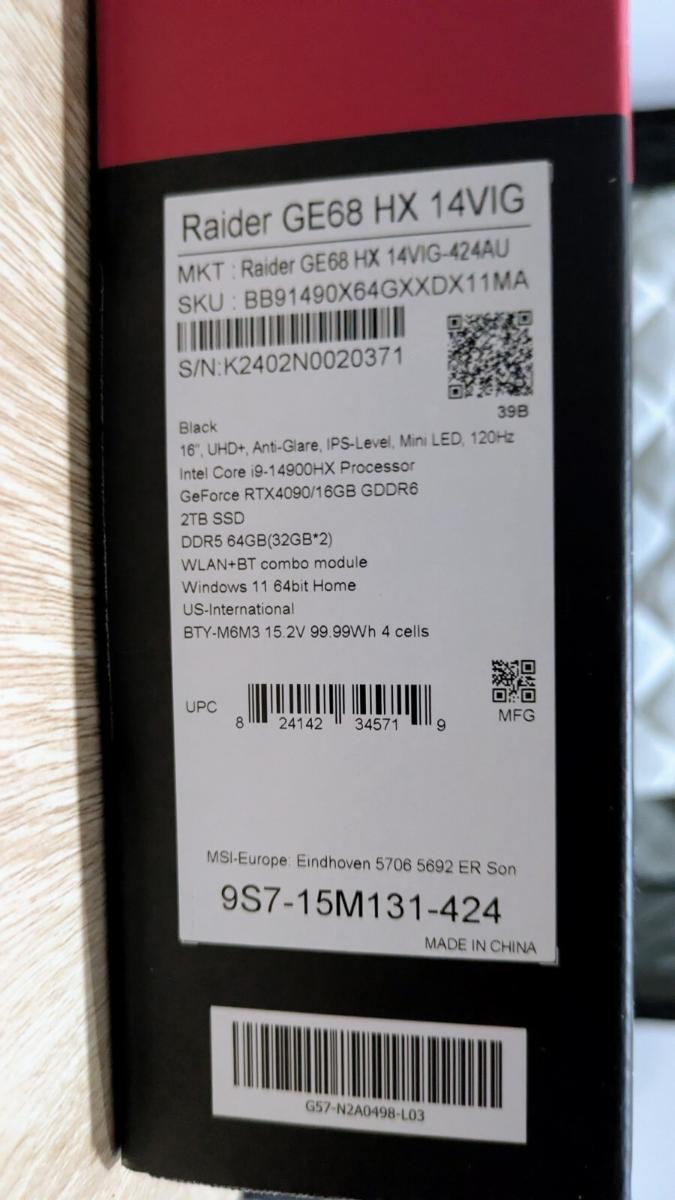 Raider GE68 HX 14VIG
MKT : Raider GE68 HX 14VIG-424AU
SKU : BB91490X64GXXDX11MA
S/N:K2402N0020371
39B
Black
16", UHD+, Anti-Glare, IPS-Level, Mini LED, 120Hz
Intel Core i9-14900HX Processor
GeForce RTX4090/16GB GDDR6
2TB SSD
DDR5 64GB(32GB*2)
WLAN+BT combo module
Windows 11 64bit Home
US-International
BTY-M6M3 15.2V 99.99Wh 4 cells
UPC
8 24142 34571 9
MFG
MSI-Europe: Eindhoven 5706 5692 ER Son
9S7-15M131-424
MADE IN CHINA
G57-N2A0498-L03